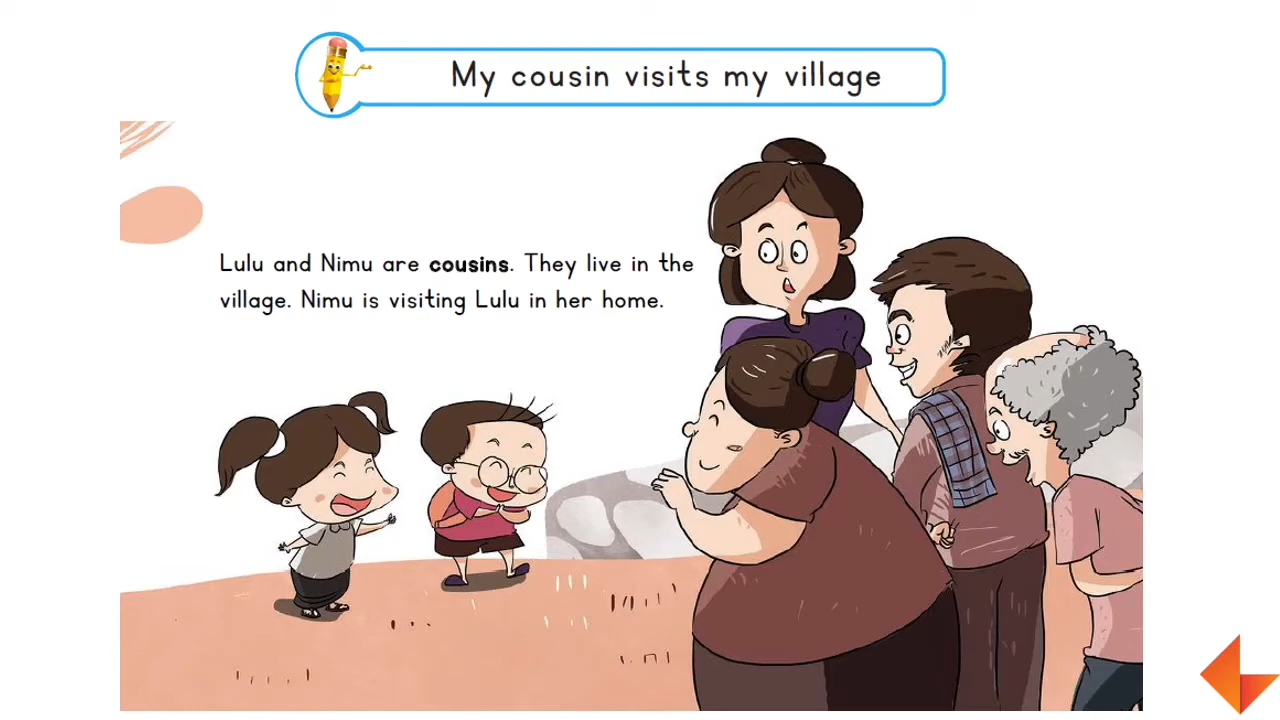 My cousin visits my village
Lulu and Nimu are cousins. They live in the
village. Nimu is visiting Lulu in her home.